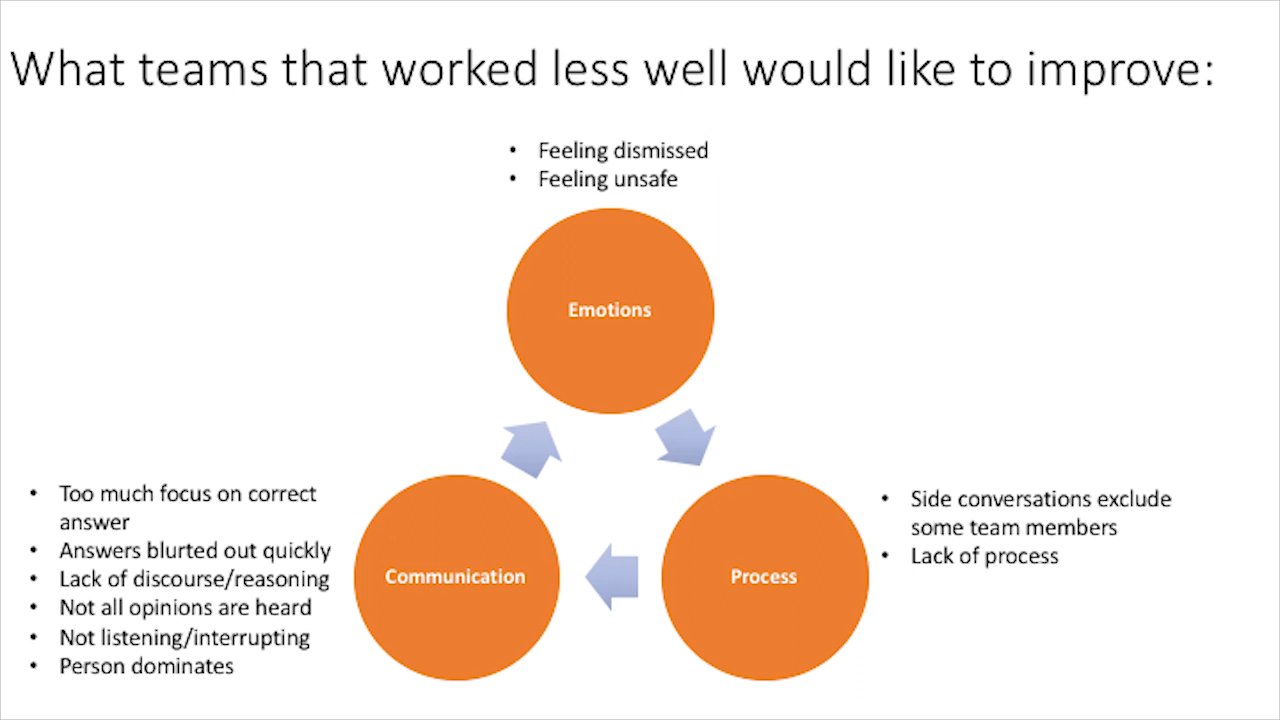 What teams that worked less well would like to improve:
• Feeling dismissed
• Feeling unsafe
Emotions
• Too much focus on correct
answer
• Answers blurted out quickly
• Lack of discourse/reasoning
• Not all opinions are heard
• Not listening/interrupting
• Person dominates
Communication
Process
• Side conversations exclude
some team members
• Lack of process